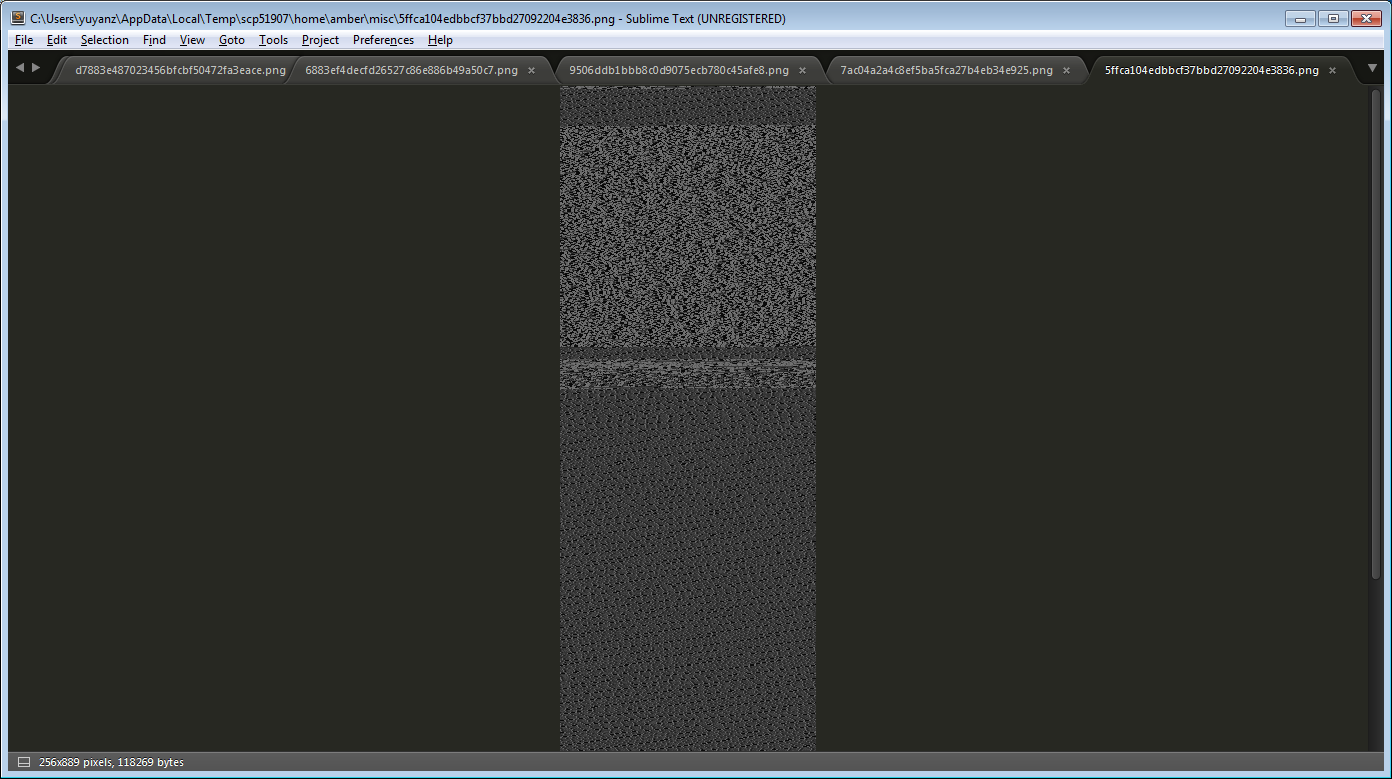 C:\Users\yuyanz\AppData\Local\Temp\scp51907\home\amber\misc\5ffca104edbbcf37bbd27092204e3836.png - Sublime Text (UNREGISTERED)
File Edit Selection Find View Goto Tools Project Preferences Help
d7883e487023456bfcbf50472fa3eace.png 6883ef4decfd26527c86e886b49a50c7.png 9506ddb1bbb8c0d9075ecb780c45afe8.png 7ac04a2a4c8ef5ba5fca27b4eb34e925.png 5ffca104edbbcf37bbd27092204e3836.png
256x889 pixels, 118269 bytes